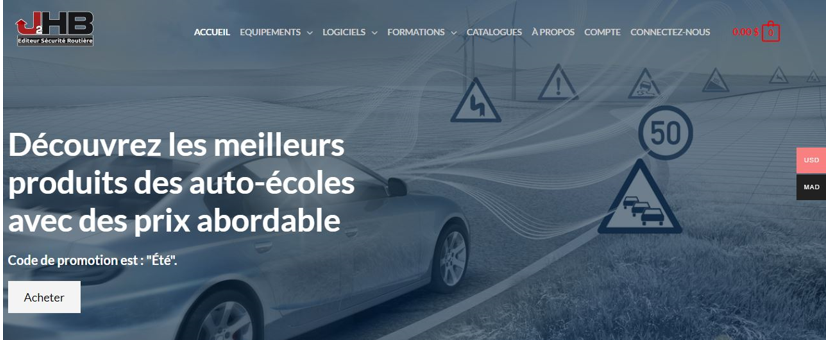 J2HB
Editeur Sécurité Routière
ACCUEIL EQUIPEMENTS LOGICIELS FORMATIONS CATALOGUES À PROPOS COMPTE CONNECTEZ-NOUS 0.00 $ 0
50
Découvrez les meilleurs
produits des auto-écoles
avec des prix abordable
USD
MAD
Code de promotion est : "Été".
Acheter